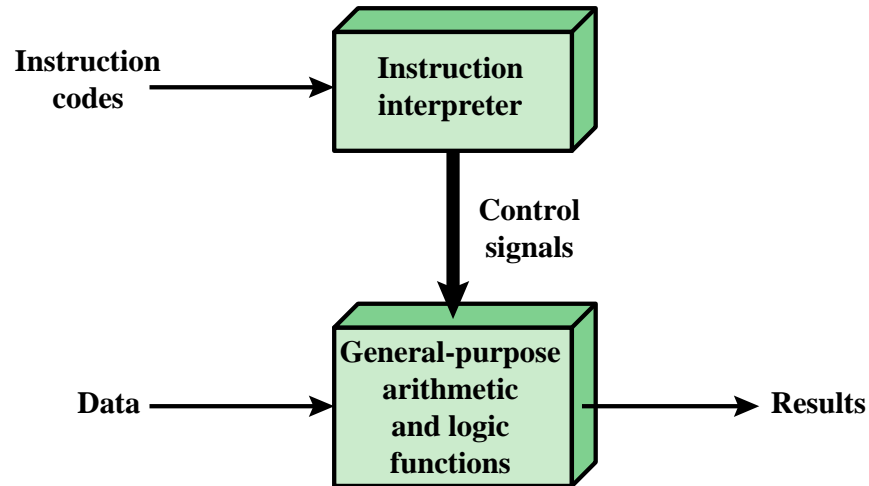 Instruction
codes
Instruction
interpreter
Control
signals
Data
General-purpose
arithmetic
and logic
functions
Results